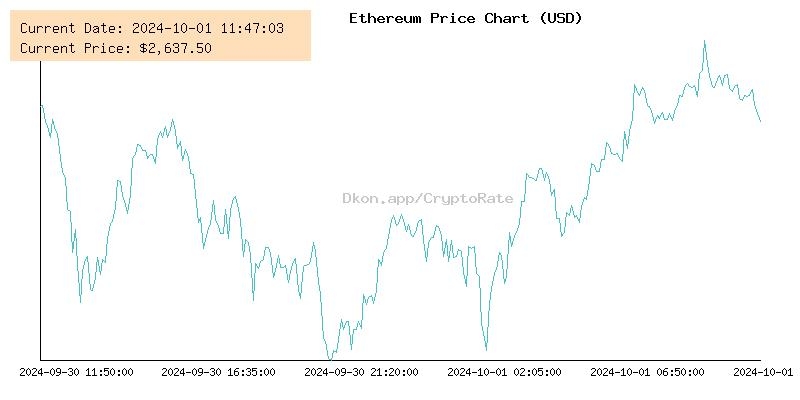 Ethereum Price Chart (USD)
Current Date: 2024-10-01 11:47:03
Current Price: $2,637.50
Dkon.app/CryptoRate
2024-09-30 11:50:00
2024-09-30 16:35:00
2024-09-30 21:20:00
2024-10-01 02:05:00
2024-10-01 06:50:00
2024-10-01